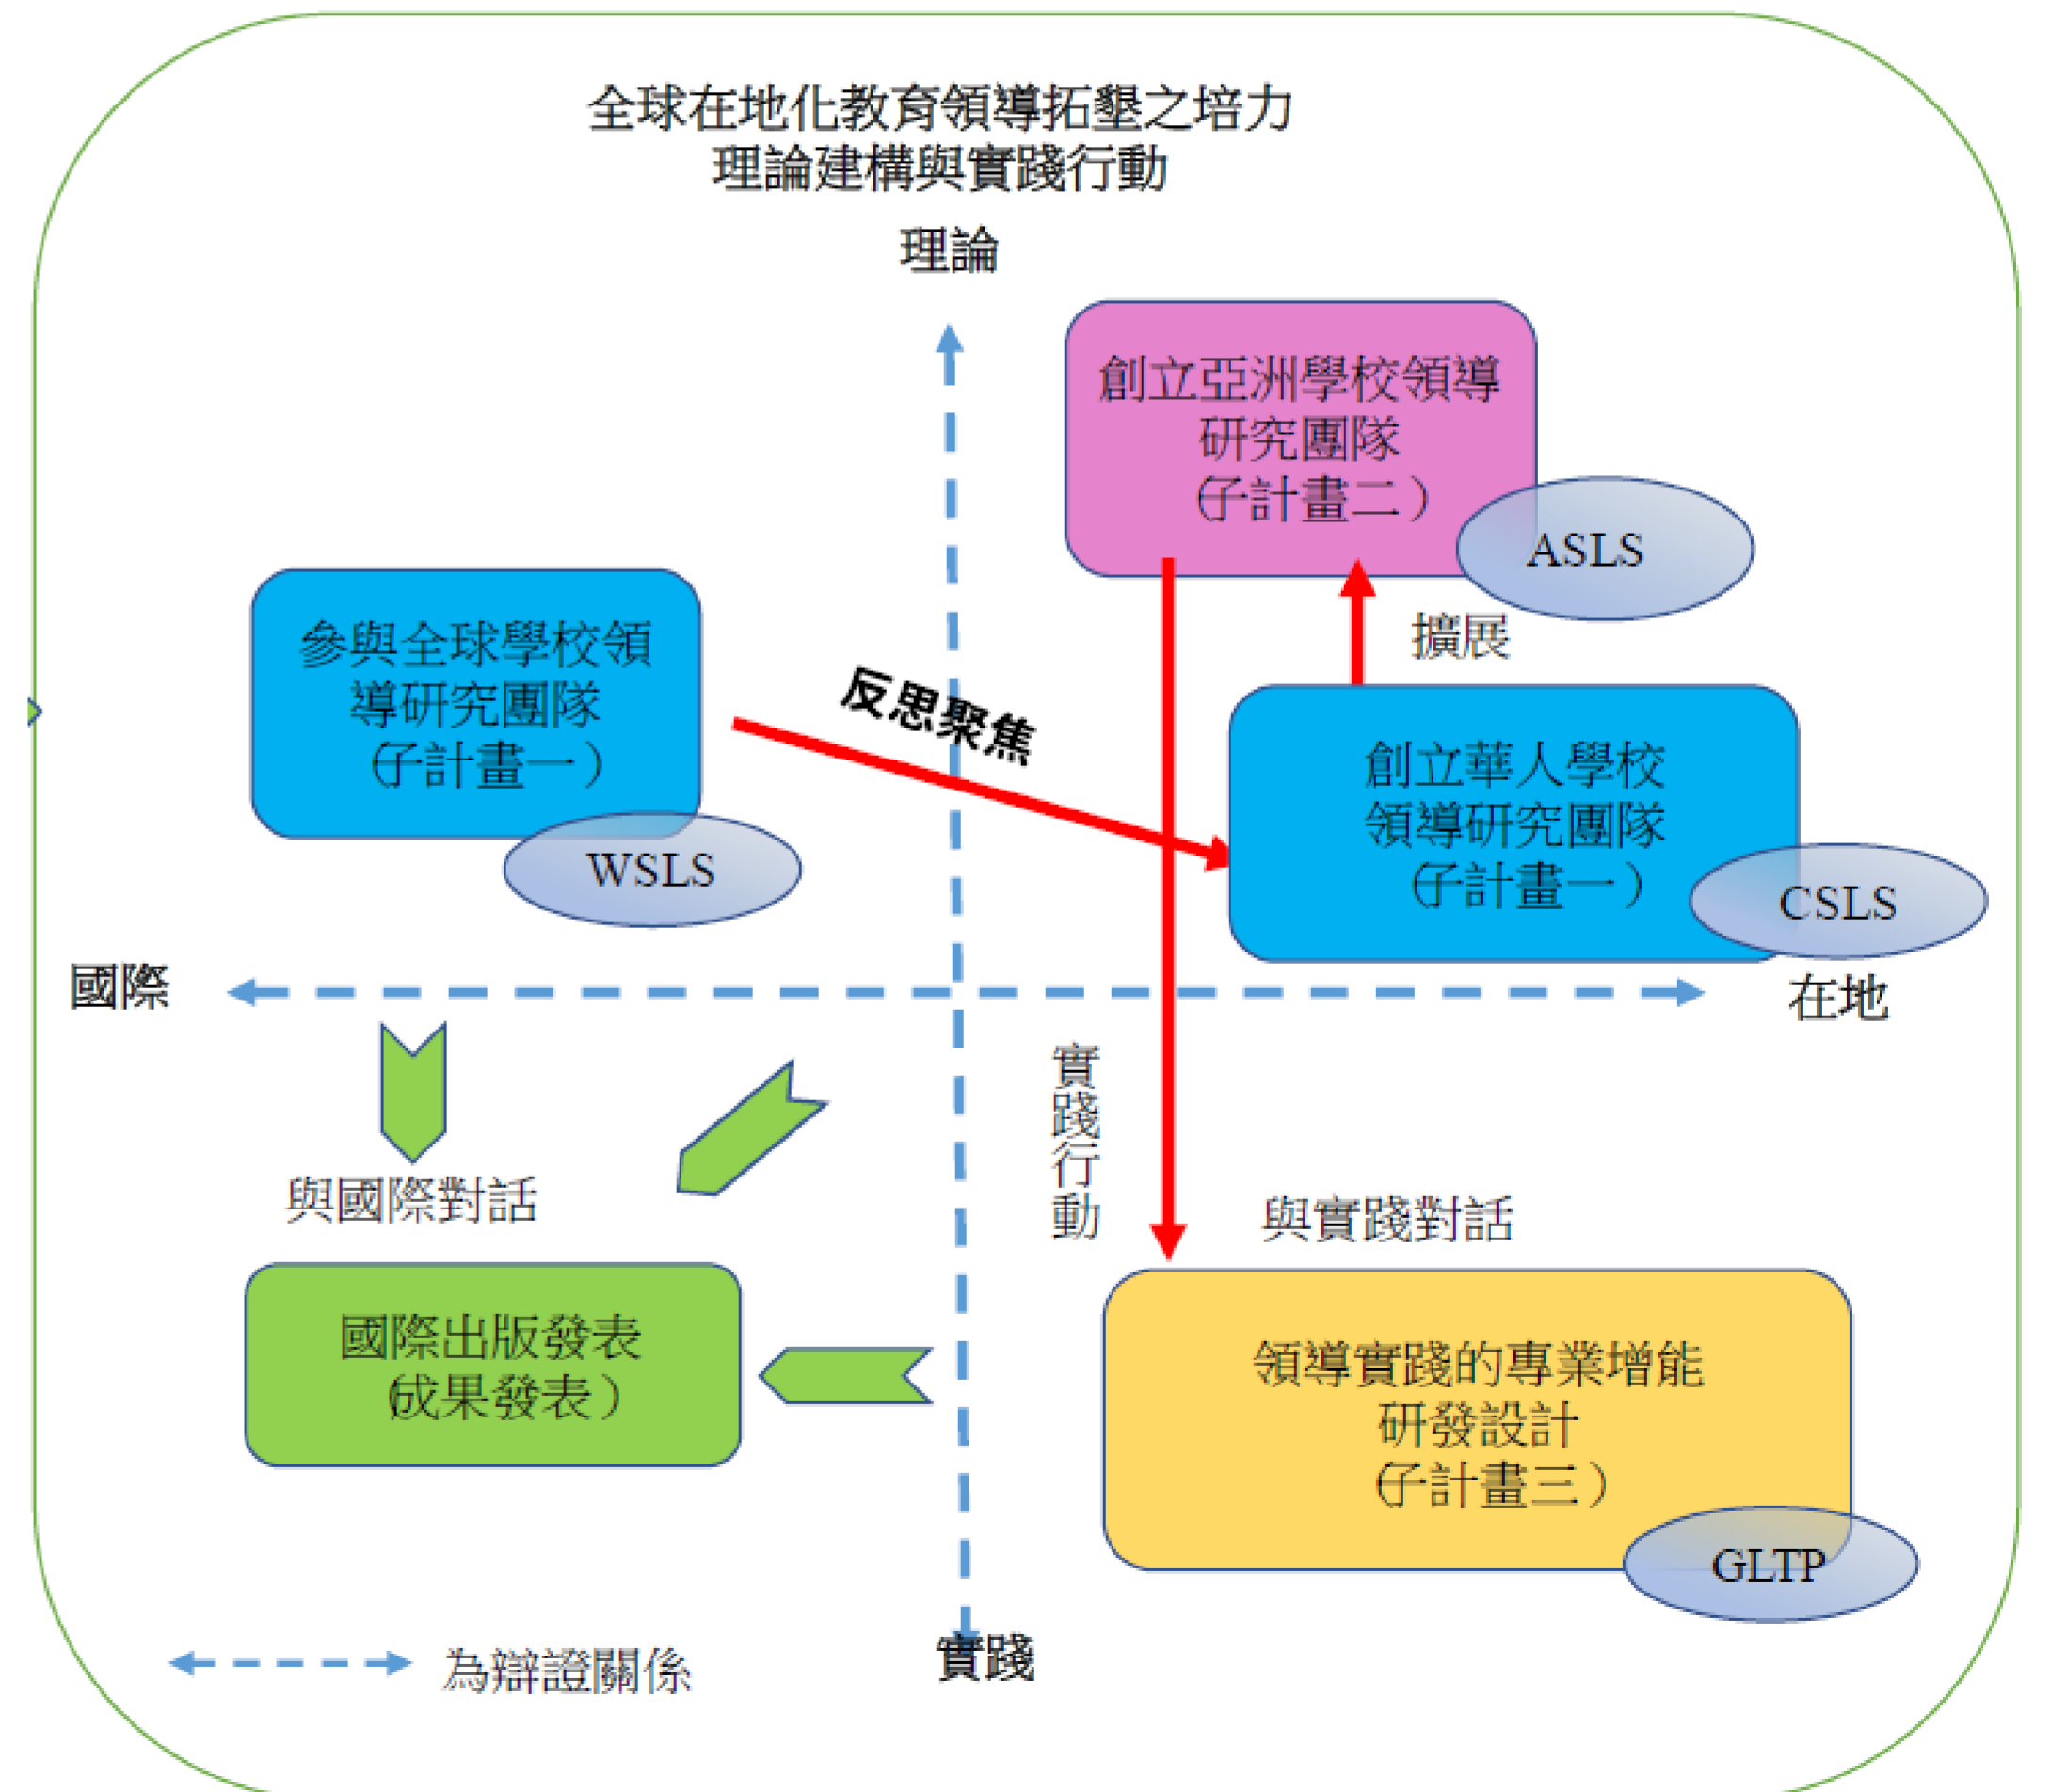 全球在地化教育領導拓墾之培力
理論建構與實踐行動
理論
創立亞洲學校領導
研究團隊
(子計畫二）
ASLS
擴展
參與全球學校領
導研究團隊
(子計畫一）
WSLS
反思聚焦
創立華人學校
領導研究團隊
(子計畫一）
CSLS
國際
在地
實踐行動
與國際對話
與實踐對話
國際出版發表
(成果發表）
領導實踐的專業增能
研發設計
(子計畫三）
GLTP
實踐
為辯證關係